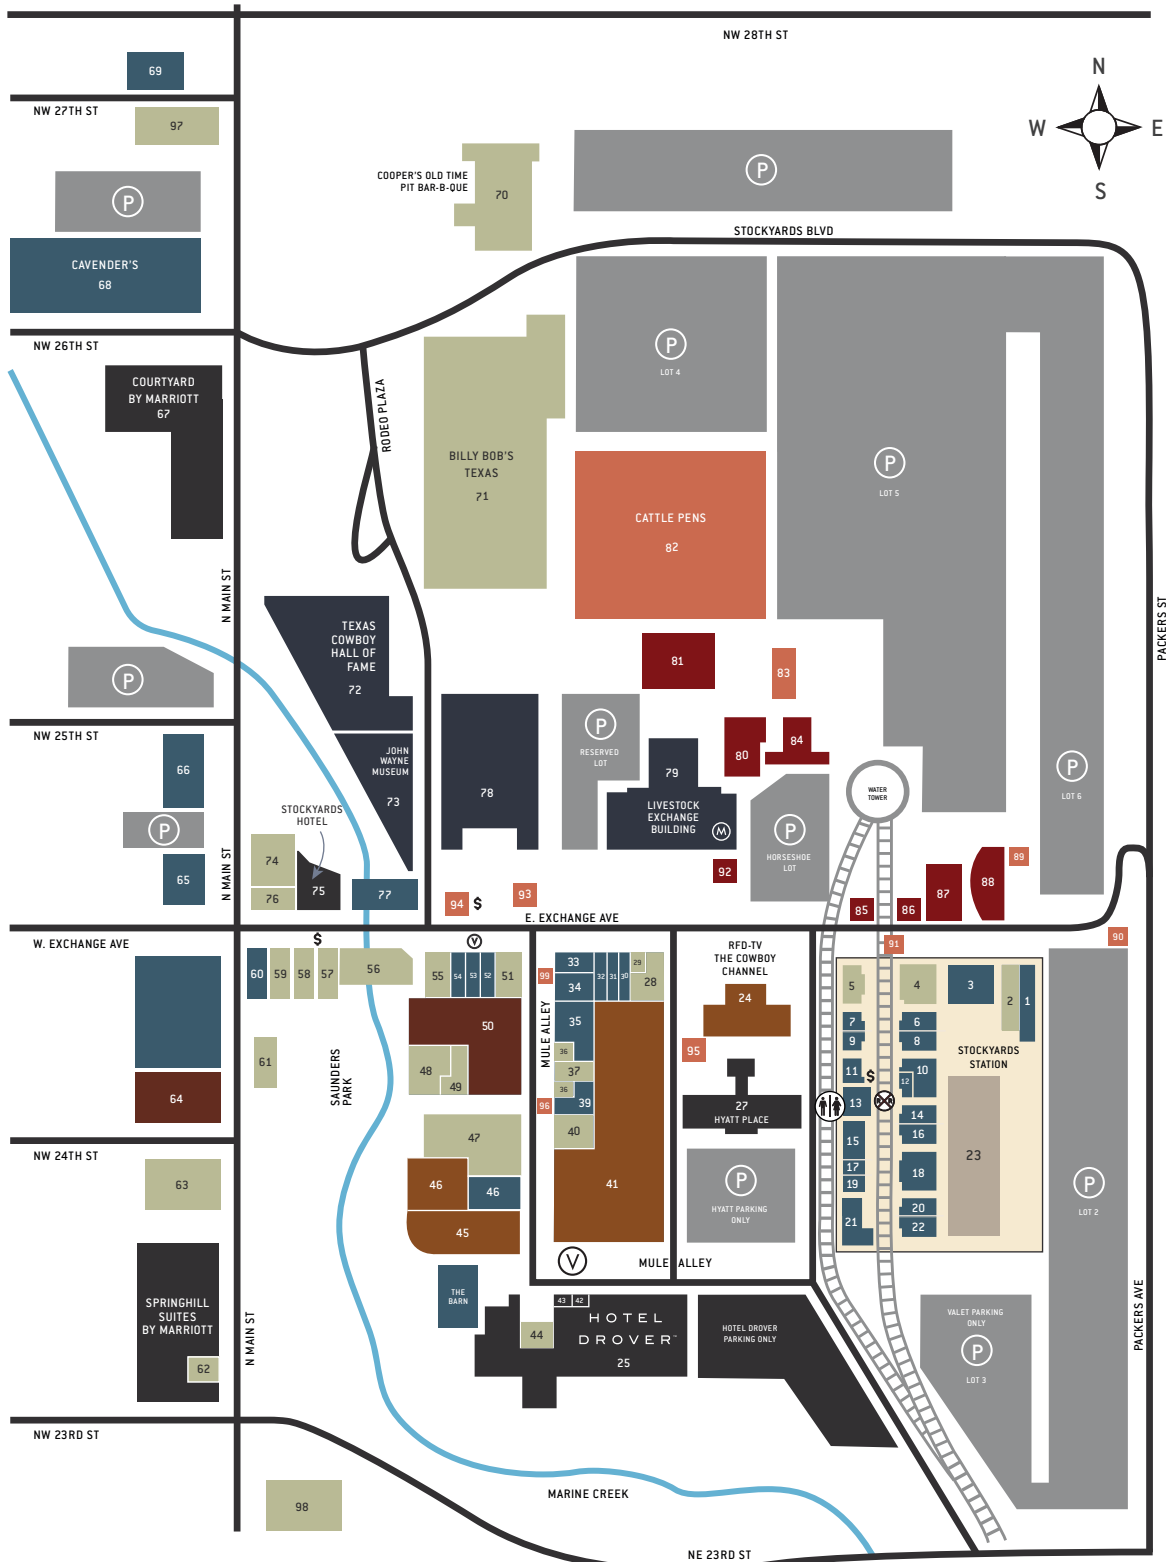 NW 28TH ST
N
W
E
S
69
NW 27TH ST
97
P
CAVENDER'S
68
NW 26TH ST
COOPER'S OLD TIME
PIT BAR-B-QUE
70
P
STOCKYARDS BLVD
COURTYARD
BY MARRIOTT
67
RODEO PLAZA
BILLY BOB'S
TEXAS
71
P
LOT 4
CATTLE PENS
82
P
LOT 5
PACKERS ST
N MAIN ST
P
NW 25TH ST
TEXAS
COWBOY
HALL OF
FAME
72
JOHN
WAYNE
MUSEUM
73
81
83
80
84
P
RESERVED
LOT
78
79
LIVESTOCK
EXCHANGE
BUILDING
M
P
HORSESHOE
LOT
WATER
TOWER
P
LOT 6
66
P
65
N MAIN ST
STOCKYARDS
HOTEL
74
75
76
77
94
$
93
92
85
86
87
88
89
E. EXCHANGE AVE
W. EXCHANGE AVE
90
91
$
60
59
58
57
56
V
55
54
53
52
51
99
33
34
32
31
30
29
28
RFD-TV
THE COWBOY
CHANNEL
24
5
4
3
2
1
61
SAUNDERS
PARK
50
48
49
MULE ALLEY
35
36
37
36
39
40
96
41
95
27
HYATT PLACE
7
9
6
8
STOCKYARDS
STATION
11
$
10
12
13
14
16
15
17
19
18
20
22
21
23
64
NW 24TH ST
63
47
46
46
45
P
HYATT PARKING
ONLY
P
LOT 2
V
MULE ALLEY
THE
BARN
43
42
44
HOTEL
DROVER™
25
HOTEL DROVER
PARKING ONLY
VALET PARKING
ONLY
P
LOT 3
PACKERS AVE
SPRINGHILL
SUITES
BY MARRIOTT
62
N MAIN ST
NW 23RD ST
98
MARINE CREEK
NE 23RD ST